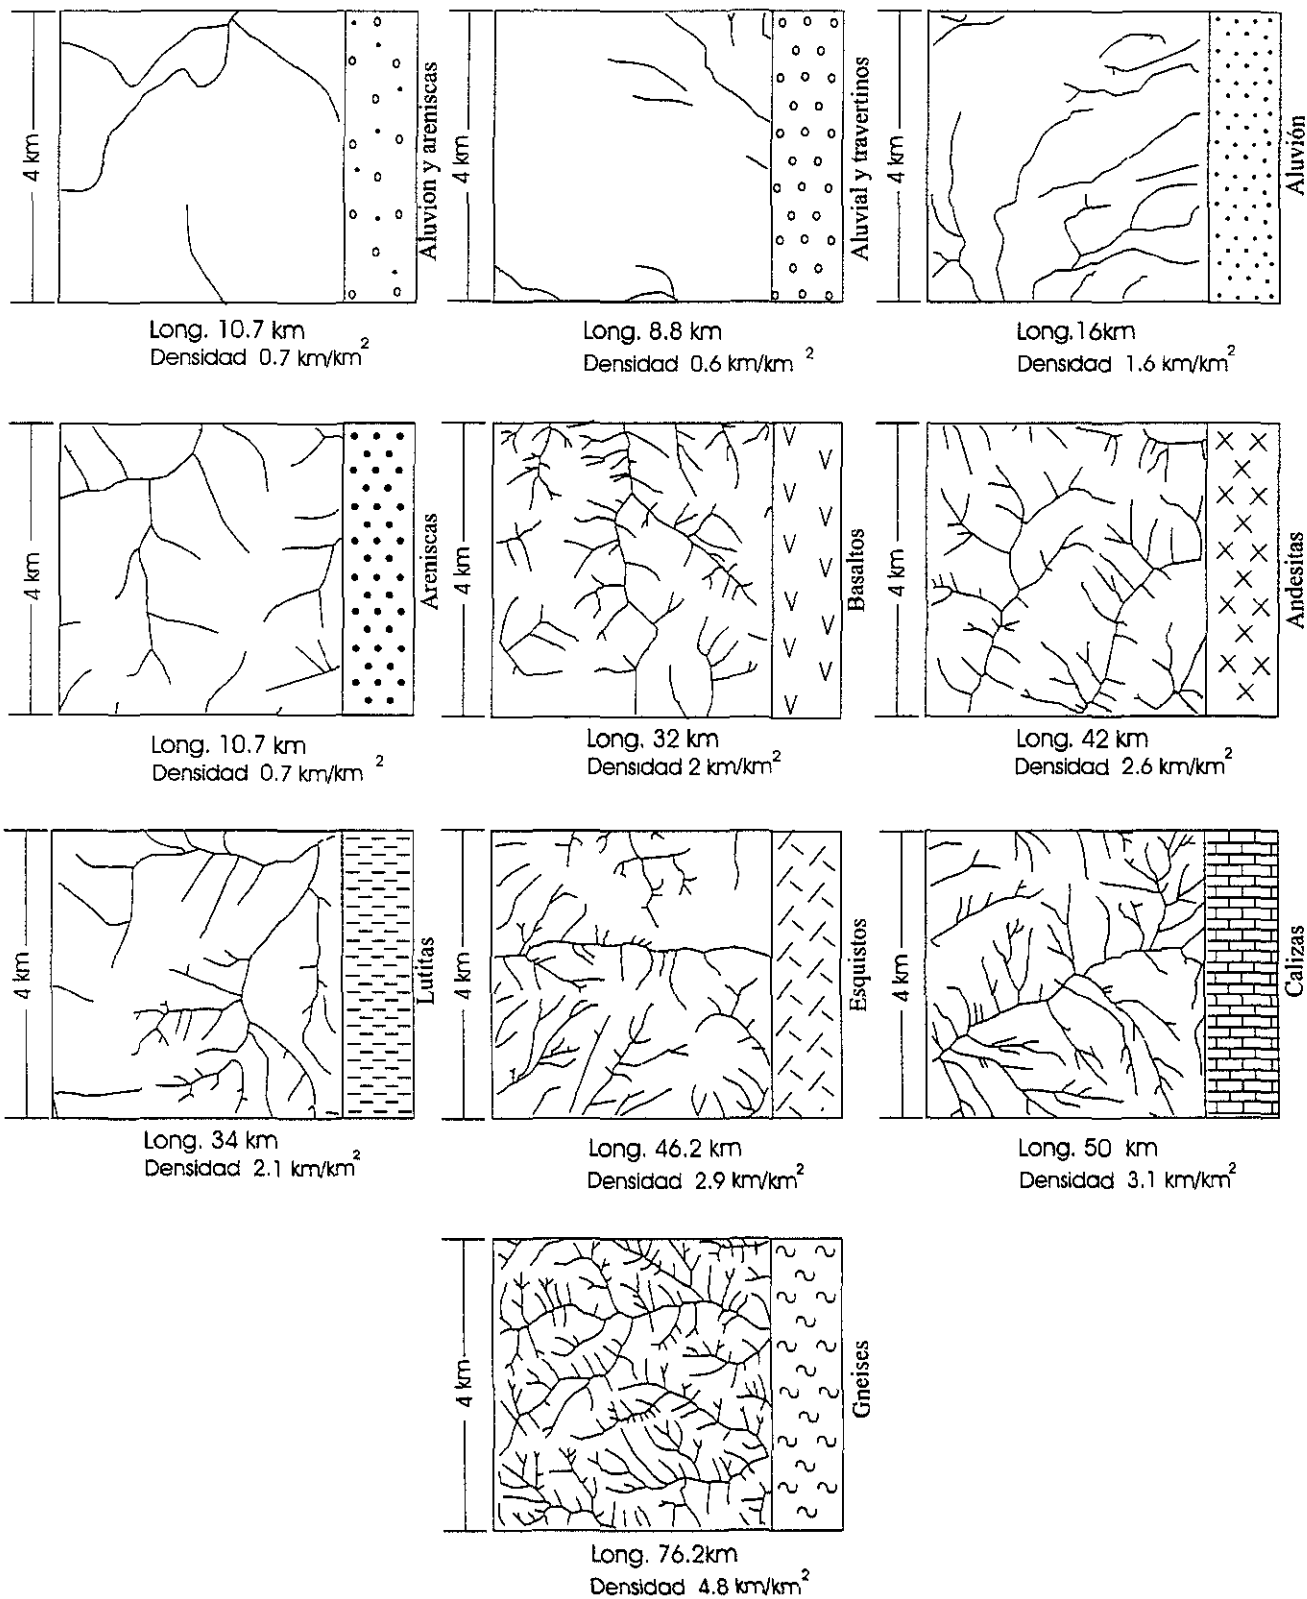 4 km
Aluvion y areniscas
Long. 10.7 km
Densidad 0.7 km/km²
4 km
Aluvial y travertinos
Long. 8.8 km
Densidad 0.6 km/km ²
4 km
Aluvión
Long.16km
Densidad 1.6 km/km²
4 km
Areniscas
Long. 10.7 km
Densidad 0.7 km/km ²
4 km
Basaltos
Long. 32 km
Densidad 2 km/km²
4 km
Andesitas
Long. 42 km
Densidad 2.6 km/km²
4 km
Lutitas
Long. 34 km
Densidad 2.1 km/km²
4 km
Esquistos
Long. 46.2 km
Densidad 2.9 km/km²
4 km
Calizas
Long. 50 km
Densidad 3.1 km/km²
4 km
Gneises
Long. 76.2km
Densidad 4.8 km/km²